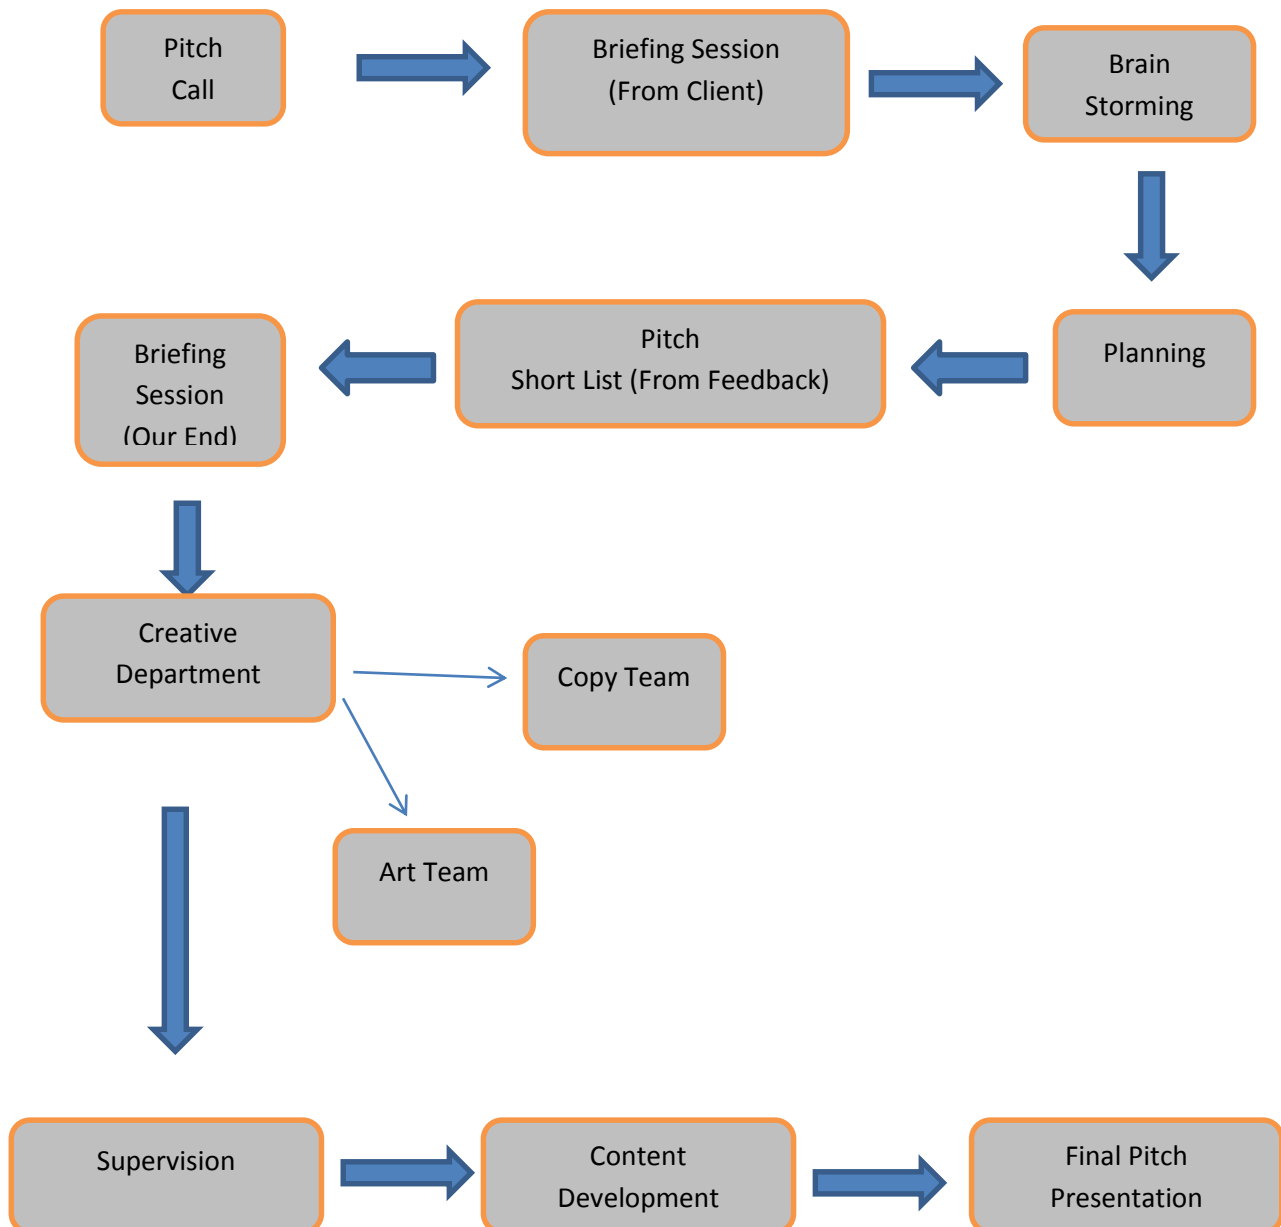 Pitch
Call
Briefing Session
(From Client)
Brain
Storming
Briefing
Session
(Our End)
Pitch
Short List (From Feedback)
Planning
Creative
Department
Copy Team
Art Team
Supervision
Content
Development
Final Pitch
Presentation